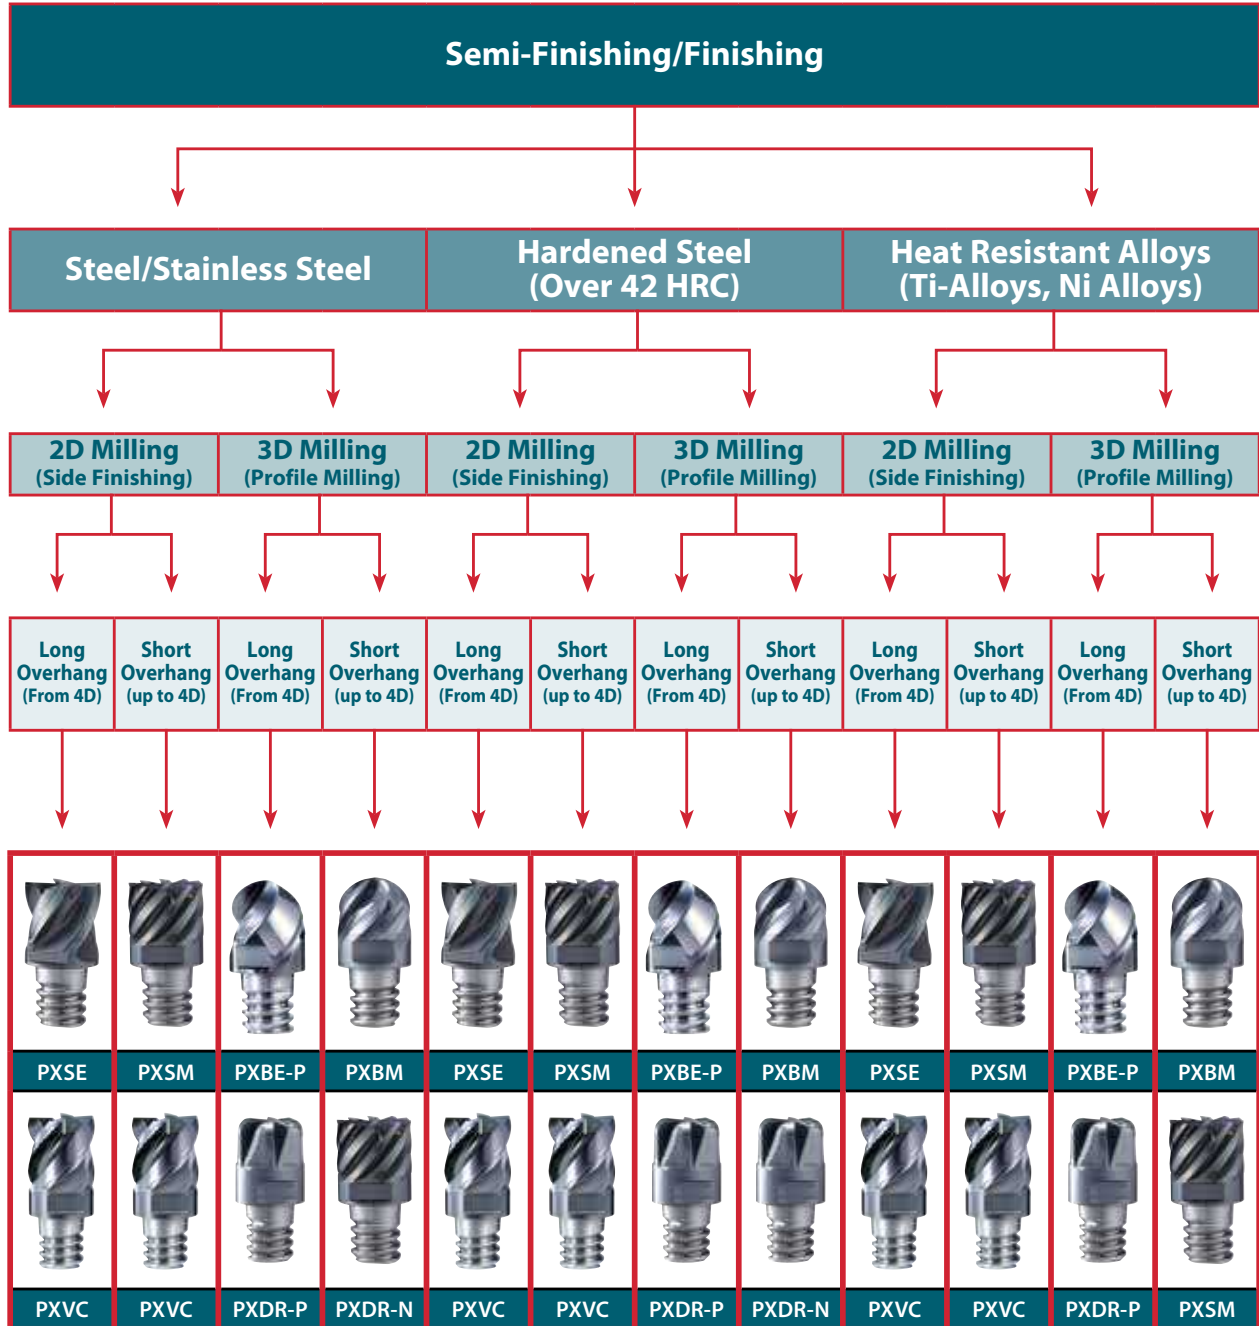 Semi-Finishing/Finishing
Steel/Stainless Steel
Hardened Steel
(Over 42 HRC)
Heat Resistant Alloys
(Ti-Alloys, Ni Alloys)
2D Milling
(Side Finishing)
3D Milling
(Profile Milling)
2D Milling
(Side Finishing)
3D Milling
(Profile Milling)
2D Milling
(Side Finishing)
3D Milling
(Profile Milling)
Long
Overhang
(From 4D)
Short
Overhang
(up to 4D)
Long
Overhang
(From 4D)
Short
Overhang
(up to 4D)
Long
Overhang
(From 4D)
Short
Overhang
(up to 4D)
Long
Overhang
(From 4D)
Short
Overhang
(up to 4D)
Long
Overhang
(From 4D)
Short
Overhang
(up to 4D)
Long
Overhang
(From 4D)
Short
Overhang
(up to 4D)
PXSE
PXSM
PXBE-P
PXBM
PXSE
PXSM
PXBE-P
PXBM
PXSE
PXSM
PXBE-P
PXBM
PXVC
PXVC
PXDR-P
PXDR-N
PXVC
PXVC
PXDR-P
PXDR-N
PXVC
PXVC
PXDR-P
PXSM